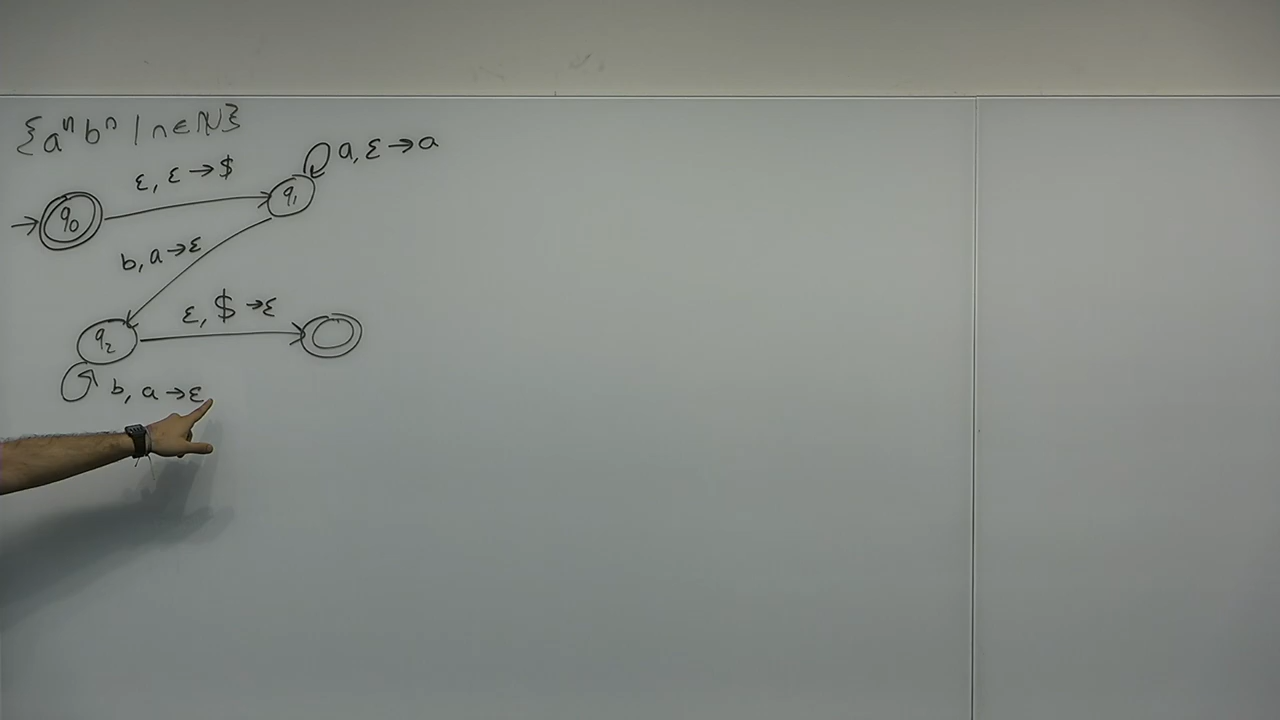 {aⁿbⁿ | n ∈ ℕ}
a, ε → a
ε, ε → $
q₁
q₀
b, a → ε
ε, $ → ε
q₂
b, a → ε